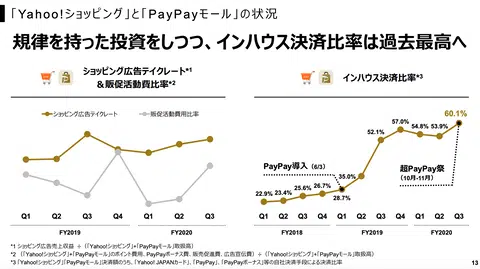 「Yahoo!ショッピング」と「PayPayモール」の状況
規律を持った投資をしつつ、インハウス決済比率は過去最高へ
ショッピング広告テイクレート*1
&販促活動費比率*2
インハウス決済比率*3
ショッピング広告テイクレート
販促活動費用比率
60.1%
57.0%
54.8%
53.9%
52.1%
PayPay導入 (6/3)
超PayPay祭
(10月-11月)
35.0%
22.9%
23.4%
25.6%
26.7%
28.7%
Q1 Q2 Q3 Q4 Q1 Q2 Q3
FY2019 FY2020
Q1 Q2 Q3 Q4 Q1 Q2 Q3 Q4 Q1 Q2 Q3
FY2018 FY2019 FY2020
*1 ショッピング広告売上収益 ÷ (「Yahoo!ショッピング」+「PayPayモール」取扱高)
*2 (「Yahoo!ショッピング」+「PayPayモール」のポイント費用、PayPayボーナス費、販売促進費、広告宣伝費) ÷ (「Yahoo!ショッピング」+「PayPayモール」取扱高)
*3 「Yahoo!ショッピング」+「PayPayモール」決済額のうち、「Yahoo! JAPANカード」、「PayPay」、「PayPayボーナス」等の自社決済手段による決済比率
13